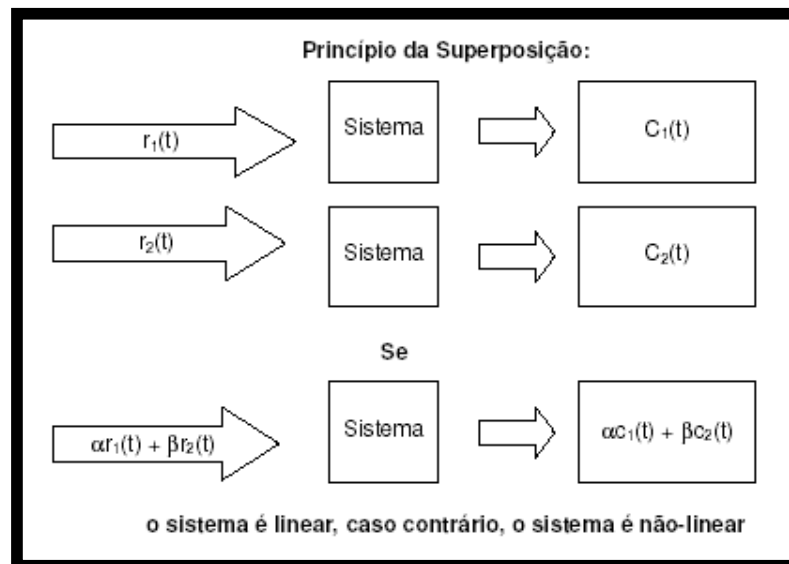 Princípio da Superposição:
r₁(t)
Sistema
C₁(t)
r₂(t)
Sistema
C₂(t)
Se
αr₁(t) + βr₂(t)
Sistema
αc₁(t) + βc₂(t)
o sistema é linear, caso contrário, o sistema é não-linear